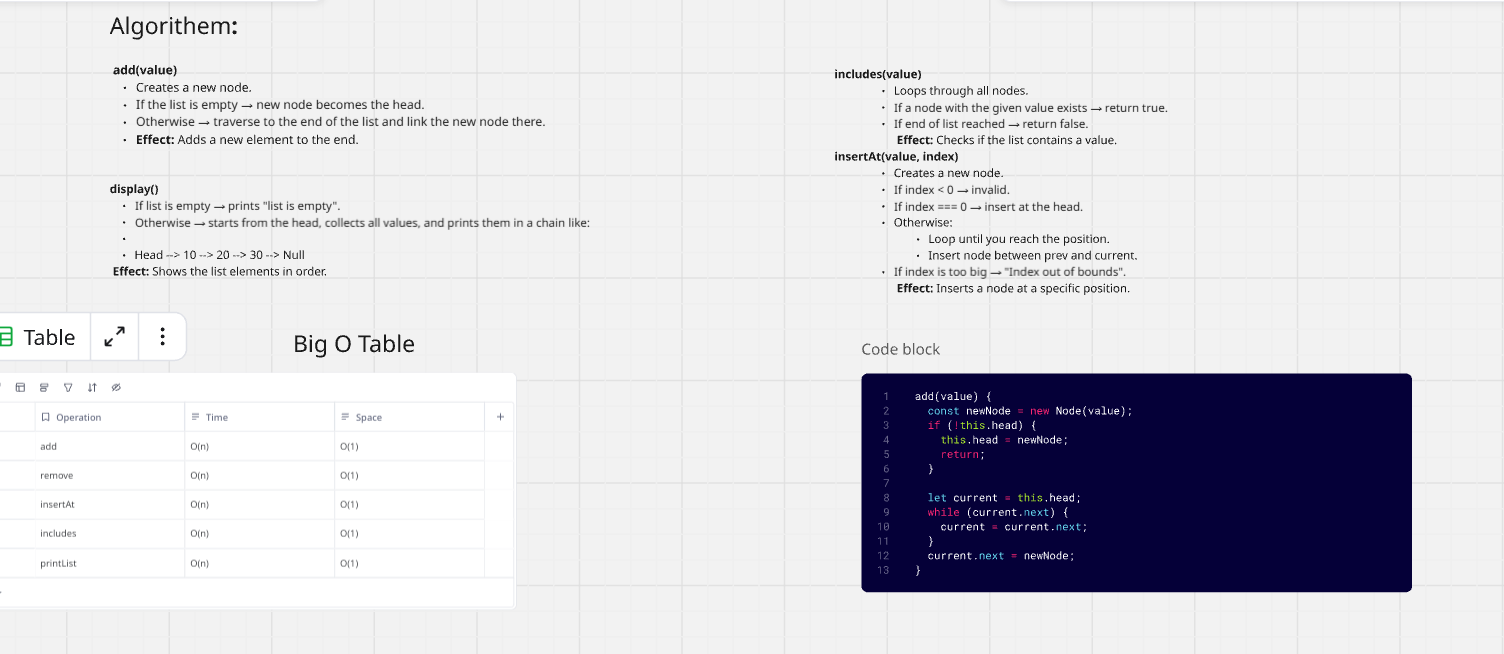 Algorithem:
add(value)
• Creates a new node.
• If the list is empty → new node becomes the head.
• Otherwise → traverse to the end of the list and link the new node there.
• Effect: Adds a new element to the end.
display()
• If list is empty → prints "list is empty".
• Otherwise → starts from the head, collects all values, and prints them in a chain like:
•
• Head --> 10 --> 20 --> 30 --> Null
Effect: Shows the list elements in order.
includes(value)
• Loops through all nodes.
• If a node with the given value exists → return true.
• If end of list reached → return false.
Effect: Checks if the list contains a value.
insertAt(value, index)
• Creates a new node.
• If index < 0 → invalid.
• If index === 0 → insert at the head.
• Otherwise:
• Loop until you reach the position.
• Insert node between prev and current.
• If index is too big → "Index out of bounds".
Effect: Inserts a node at a specific position.
Table
Big O Table
Operation Time Space +
add O(n) O(1)
remove O(n) O(1)
insertAt O(n) O(1)
includes O(n) O(1)
printList O(n) O(1)
Code block
1 add(value) {
2 const newNode = new Node(value);
3 if (!this.head) {
4 this.head = newNode;
5 return;
6 }
7
8 let current = this.head;
9 while (current.next) {
10 current = current.next;
11 }
12 current.next = newNode;
13 }